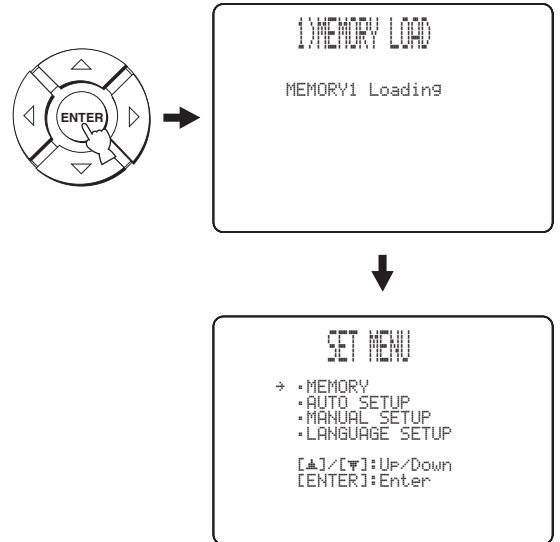 ENTER
1)MEMORY LOAD
MEMORY1 Loading
SET MENU
→ •MEMORY
•AUTO SETUP
•MANUAL SETUP
•LANGUAGE SETUP
[▲]/[▼]:Up/Down
[ENTER]:Enter